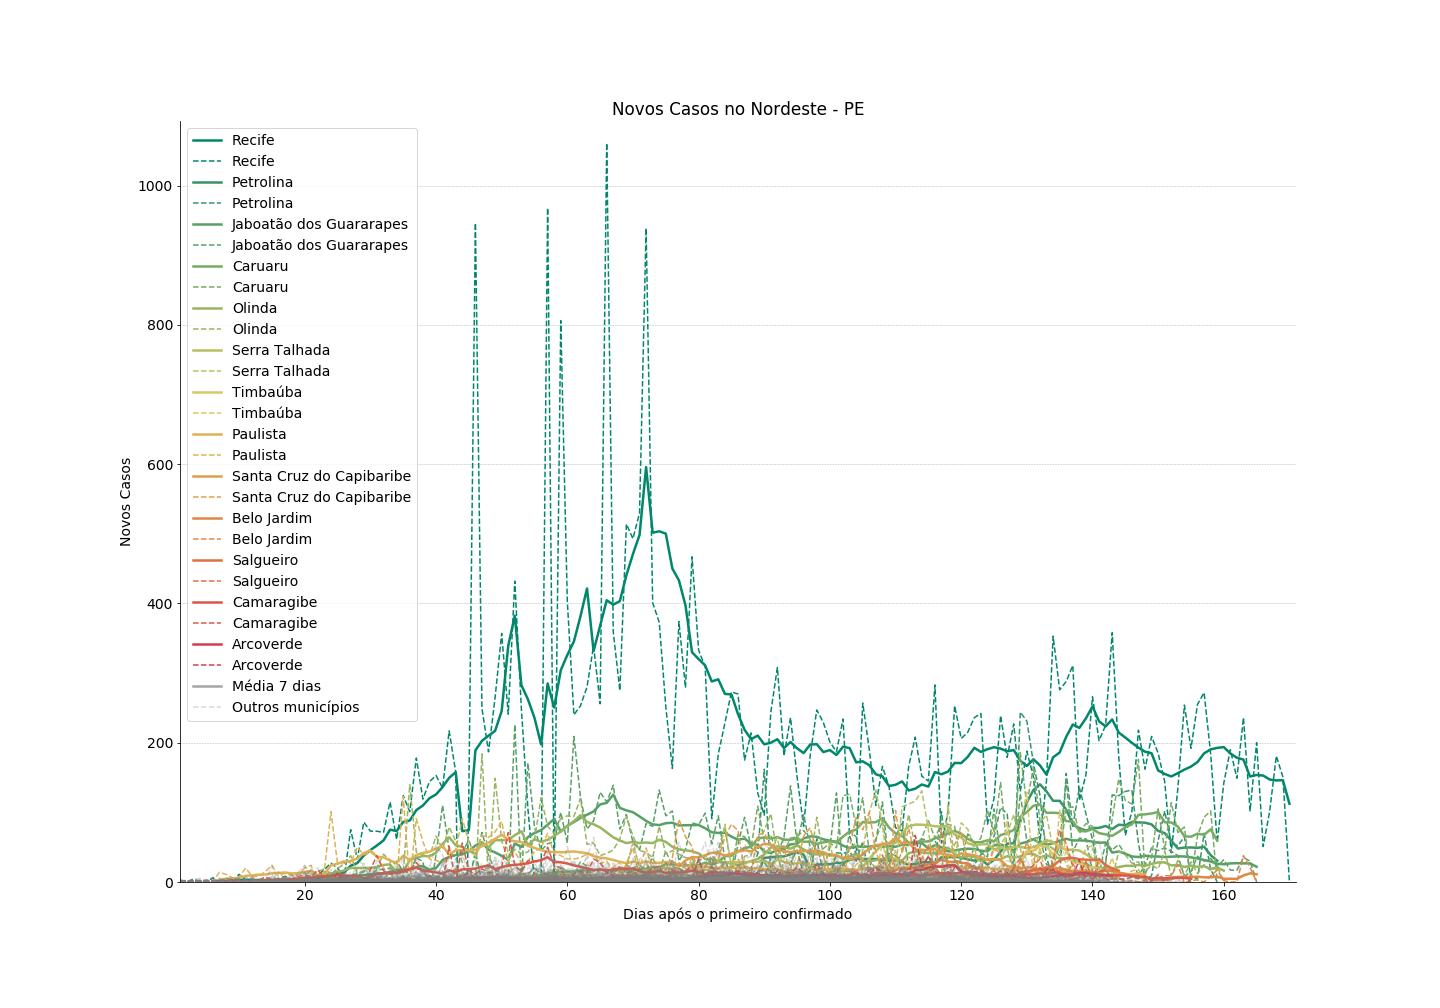 Novos Casos no Nordeste - PE
Recife
Recife
Petrolina
Petrolina
Jaboatão dos Guararapes
Jaboatão dos Guararapes
Caruaru
Caruaru
Olinda
Olinda
Serra Talhada
Serra Talhada
Timbaúba
Timbaúba
Paulista
Paulista
Santa Cruz do Capibaribe
Santa Cruz do Capibaribe
Belo Jardim
Belo Jardim
Salgueiro
Salgueiro
Camaragibe
Camaragibe
Arcoverde
Arcoverde
Média 7 dias
Outros municípios
Novos Casos
1000
800
600
400
200
0
20 40 60 80 100 120 140 160
Dias após o primeiro confirmado